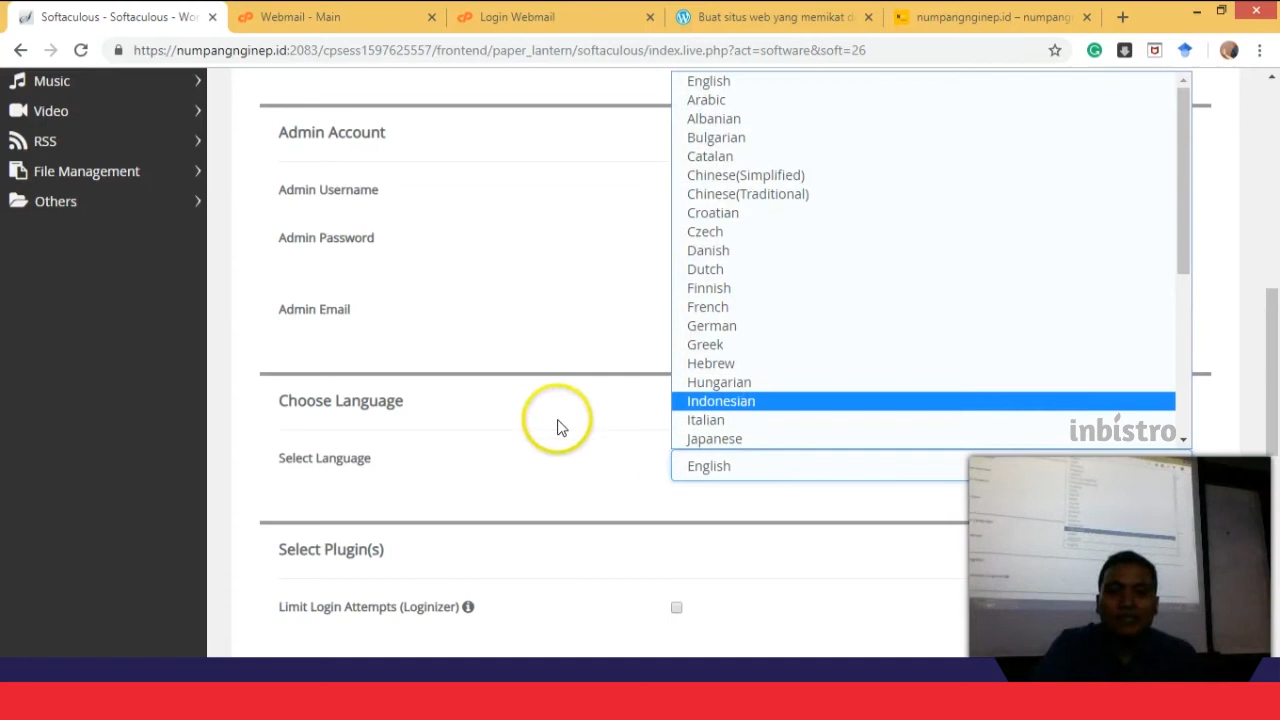 Softaculous - Softaculous - Wor
Webmail - Main
Login Webmail
Buat situs web yang memikat d
numpangnginep.id – numpang
https://numpangnginep.id:2083/cpsess1597625557/frontend/paper_lantern/softaculous/index.live.php?act=software&soft=26
Music
Video
RSS
File Management
Others
Admin Account
Admin Username
Admin Password
Admin Email
Choose Language
Select Language
English
Arabic
Albanian
Bulgarian
Catalan
Chinese(Simplified)
Chinese(Traditional)
Croatian
Czech
Danish
Dutch
Finnish
French
German
Greek
Hebrew
Hungarian
Indonesian
Italian
Japanese
English
inbistro
Select Plugin(s)
Limit Login Attempts (Loginizer)